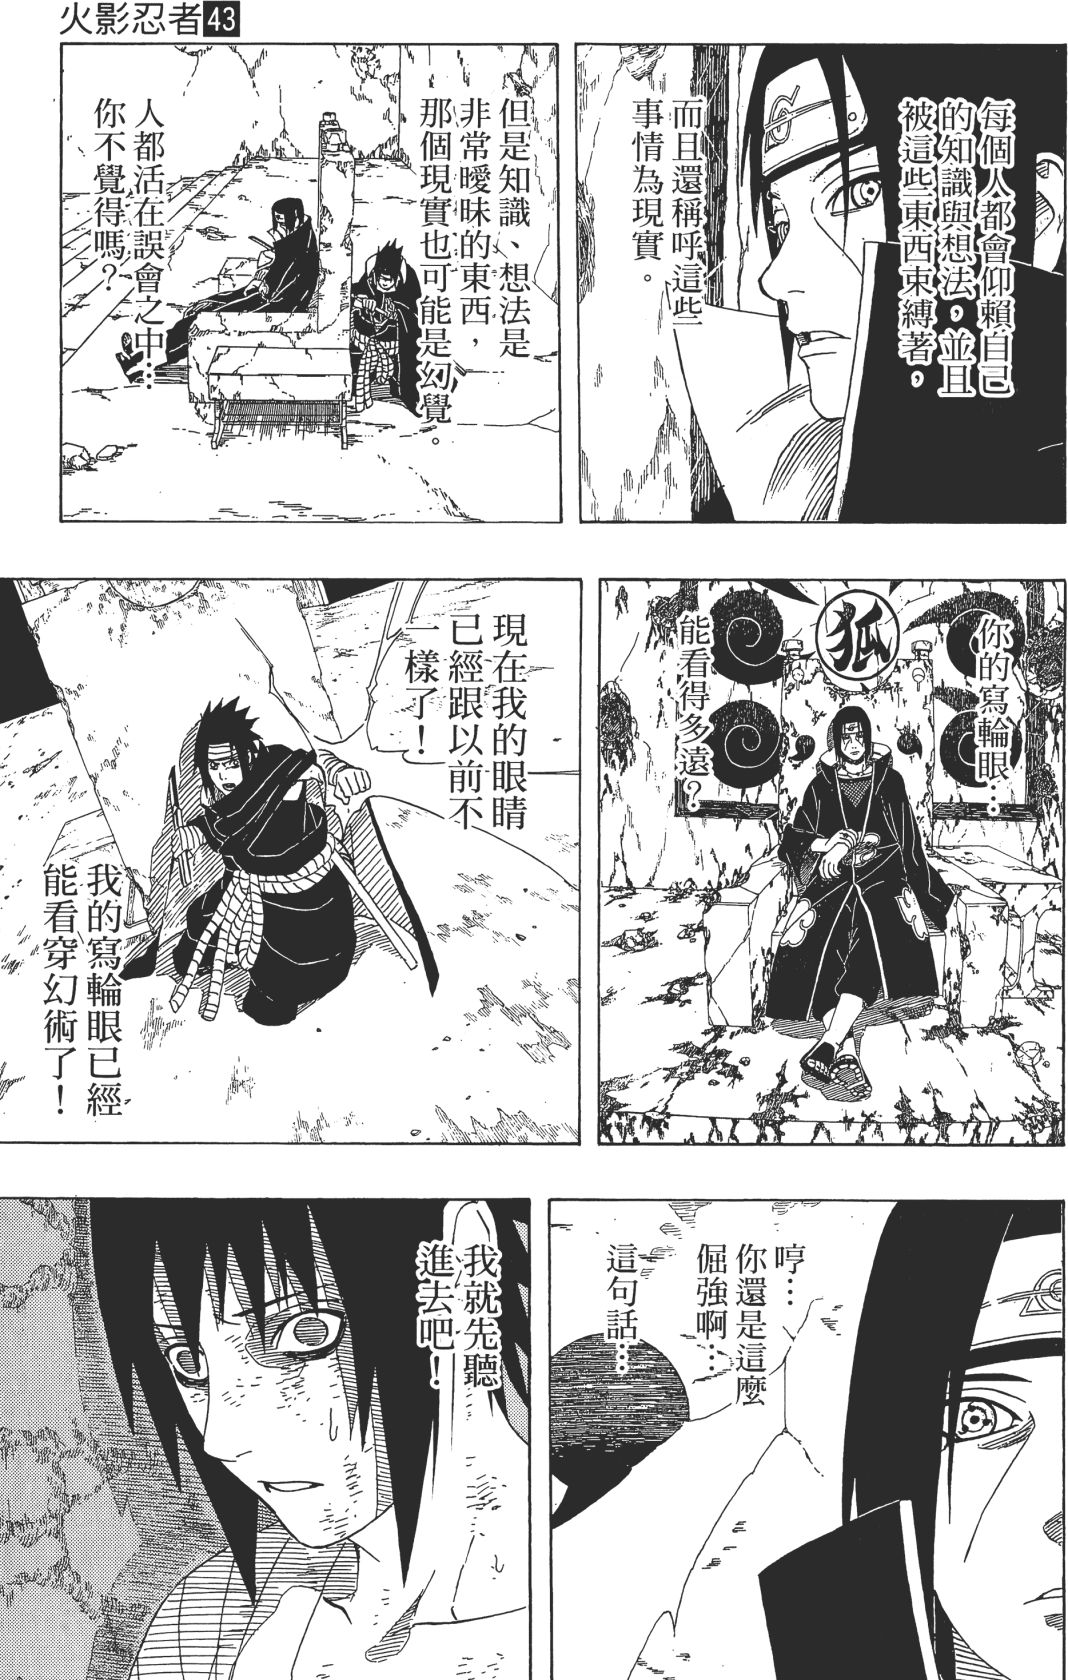 火影忍者43
每個人都會仰賴自己
的知識與想法，並且
被這些東西束縛著，
而且還稱呼這些
事情為現實。
但是知識、想法是
非常曖昧的東西，
那個現實也可能是幻覺。
人都活在誤會之中…
你不覺得嗎？
你的寫輪眼…
能看得多遠？
狐
現在我的眼睛
已經跟以前不
一樣了！
我的寫輪眼已經
能看穿幻術了！
哼…
你還是這麼
倔強啊…
這句話…
我就先聽
進去吧！